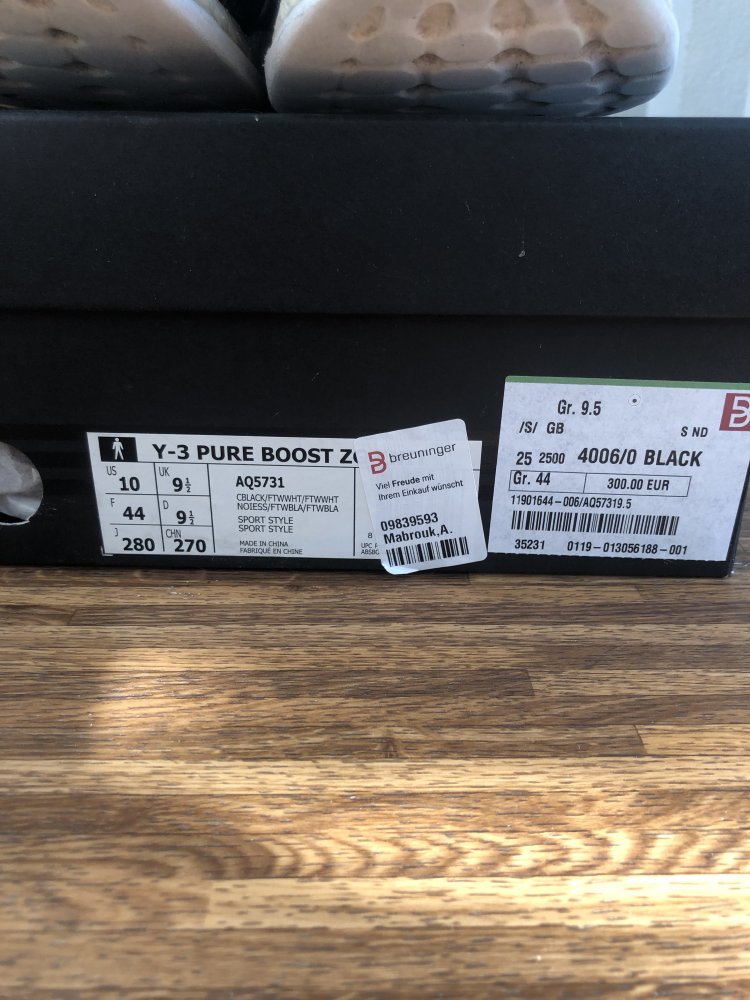 Y-3 PURE BOOST
US 10
UK 9½
F 44
D 9½
J 280
CHN 270
AQ5731
CBLACK/FTWWHT/FTWWHT
NOIESS/FTWBLA/FTWBLA
SPORT STYLE
SPORT STYLE
MADE IN CHINA
FABRIQUÉ EN CHINE
8
UPC
breuninger
Viel Freude mit
Ihrem Einkauf wünscht
09839593
Mabrouk,A.
Gr. 9.5
/S/ GB
S ND
25 2500 4006/0 BLACK
Gr. 44
300.00 EUR
11901644-006/AQ57319.5
35231 0119-013056188-001